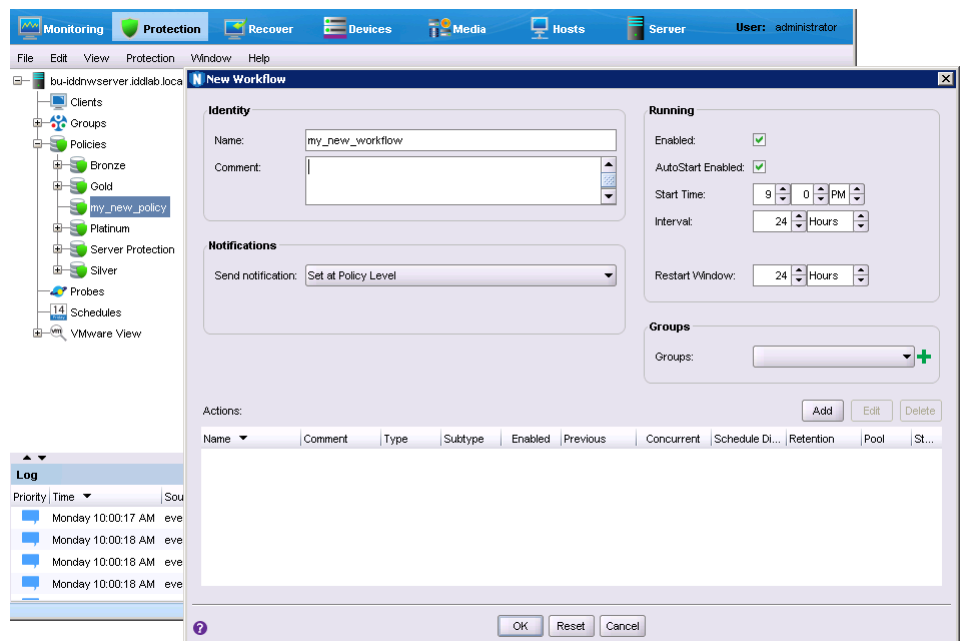 Monitoring Protection Recover Devices Media Hosts Server User: administrator
File Edit View Protection Window Help
bu-iddnwserver.iddlab.loca
Clients
Groups
Policies
Bronze
Gold
my_new_policy
Platinum
Server Protection
Silver
Probes
14
Schedules
vm
VMware View
Log
Priority Time Sou
Monday 10:00:17 AM eve
Monday 10:00:18 AM eve
Monday 10:00:18 AM eve
Monday 10:00:18 AM eve
N New Workflow
Identity
Name: my_new_workflow
Comment:
Notifications
Send notification: Set at Policy Level
Running
Enabled:
AutoStart Enabled:
Start Time: 9 0 PM
Interval: 24 Hours
Restart Window: 24 Hours
Groups
Groups:
Actions: Add Edit Delete
Name Comment Type Subtype Enabled Previous Concurrent Schedule Di... Retention Pool St...
? OK Reset Cancel